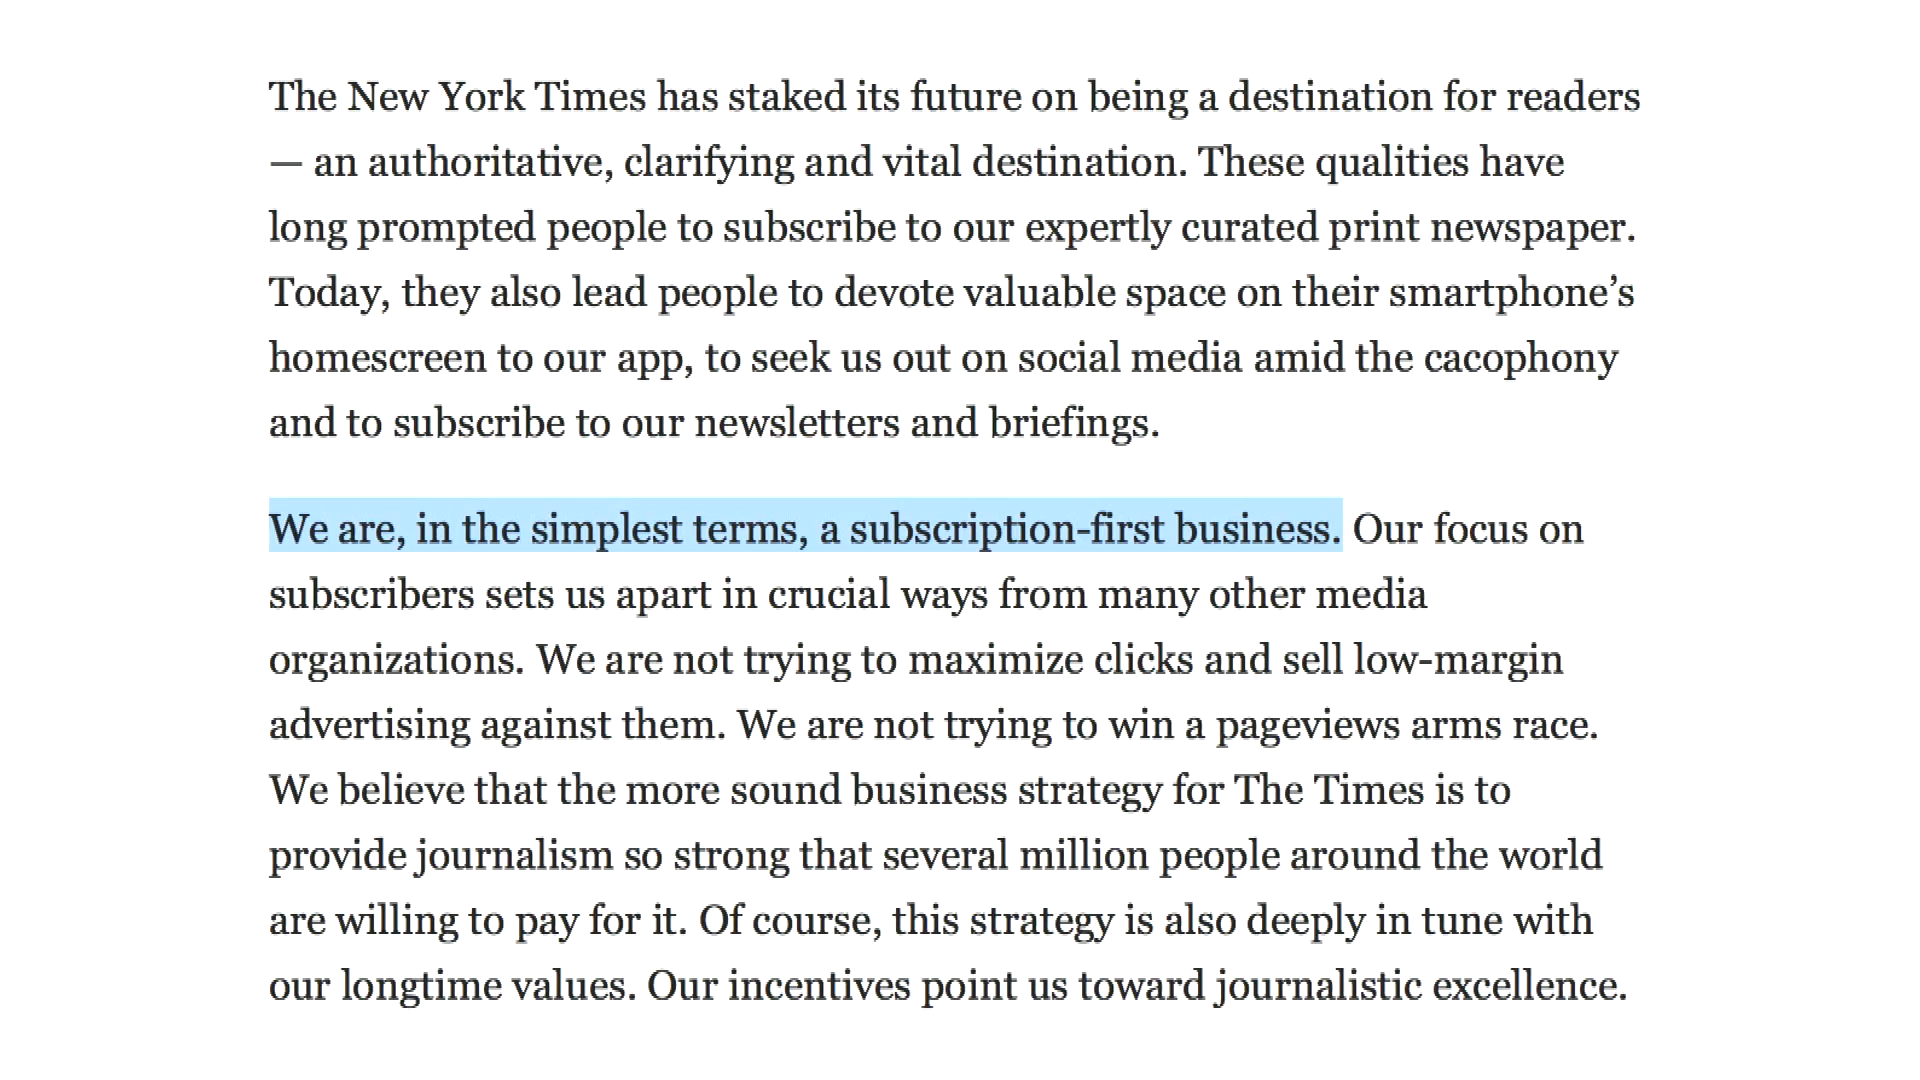 The New York Times has staked its future on being a destination for readers
— an authoritative, clarifying and vital destination. These qualities have
long prompted people to subscribe to our expertly curated print newspaper.
Today, they also lead people to devote valuable space on their smartphone’s
homescreen to our app, to seek us out on social media amid the cacophony
and to subscribe to our newsletters and briefings.
We are, in the simplest terms, a subscription-first business. Our focus on
subscribers sets us apart in crucial ways from many other media
organizations. We are not trying to maximize clicks and sell low-margin
advertising against them. We are not trying to win a pageviews arms race.
We believe that the more sound business strategy for The Times is to
provide journalism so strong that several million people around the world
are willing to pay for it. Of course, this strategy is also deeply in tune with
our longtime values. Our incentives point us toward journalistic excellence.